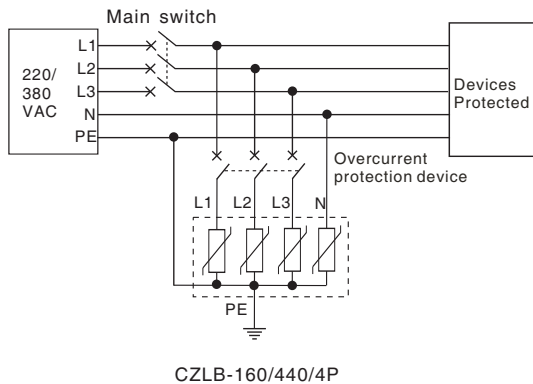 Main switch
220/
380
VAC
L1
L2
L3
N
PE
Devices
Protected
Overcurrent
protection device
L1 L2 L3 N
PE
CZLB-160/440/4P